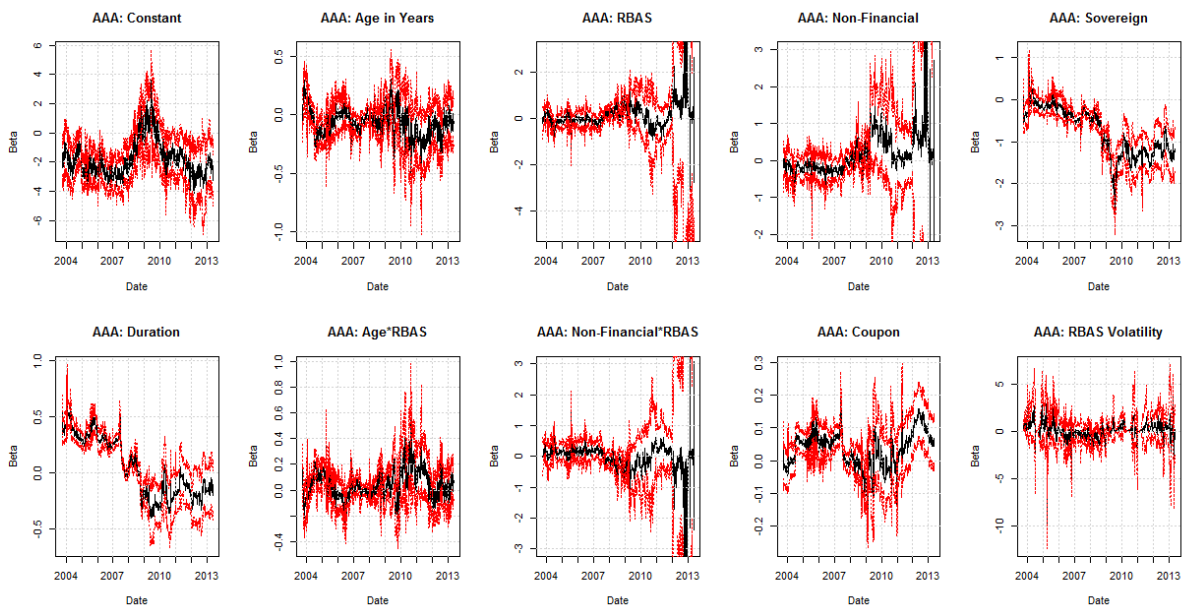 AAA: Constant
AAA: Age in Years
AAA: RBAS
AAA: Non-Financial
AAA: Sovereign
Beta
6
4
2
0
-2
-4
-6
2004 2007 2010 2013
Date
Beta
0.5
0.0
-0.5
-1.0
2004 2007 2010 2013
Date
Beta
2
0
-2
-4
2004 2007 2010 2013
Date
Beta
3
2
1
0
-1
-2
2004 2007 2010 2013
Date
Beta
1
0
-1
-2
-3
2004 2007 2010 2013
Date
AAA: Duration
AAA: Age*RBAS
AAA: Non-Financial*RBAS
AAA: Coupon
AAA: RBAS Volatility
Beta
1.0
0.5
0.0
-0.5
2004 2007 2010 2013
Date
Beta
1.0
0.8
0.6
0.4
0.2
0.0
-0.4
2004 2007 2010 2013
Date
Beta
3
2
1
0
-1
-2
-3
2004 2007 2010 2013
Date
Beta
0.3
0.2
0.1
0.0
-0.1
-0.2
2004 2007 2010 2013
Date
Beta
5
0
-5
-10
2004 2007 2010 2013
Date